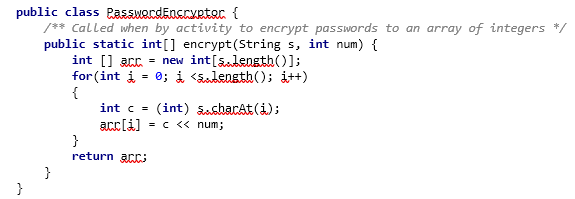 public class PasswordEncryptor {
/** Called when by activity to encrypt passwords to an array of integers */
public static int[] encrypt(String s, int num) {
int [] arr = new int[s.length()];
for(int i = 0; i <s.length(); i++)
{
int c = (int) s.charAt(i);
arr[i] = c << num;
}
return arr;
}
}